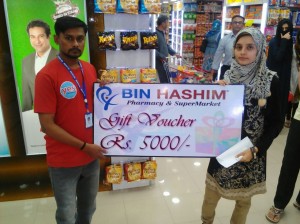 BIN HASHIM
Pharmacy & SuperMarket
Gift Voucher
Rs. 5000/-